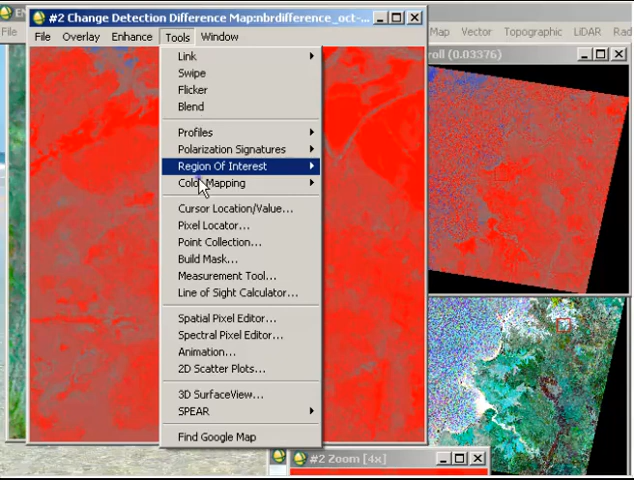 #2 Change Detection Difference Map:nbrdifference_oct-...
File Overlay Enhance Tools Window
File
Map Vector Topographic LiDAR Rad
roll (0.03376)
Link
Swipe
Flicker
Blend
Profiles
Polarization Signatures
Region Of Interest
Color Mapping
Cursor Location/Value...
Pixel Locator...
Point Collection...
Build Mask...
Measurement Tool...
Line of Sight Calculator...
Spatial Pixel Editor...
Spectral Pixel Editor...
Animation...
2D Scatter Plots...
3D SurfaceView...
SPEAR
Find Google Map
#2 Zoom [4x]